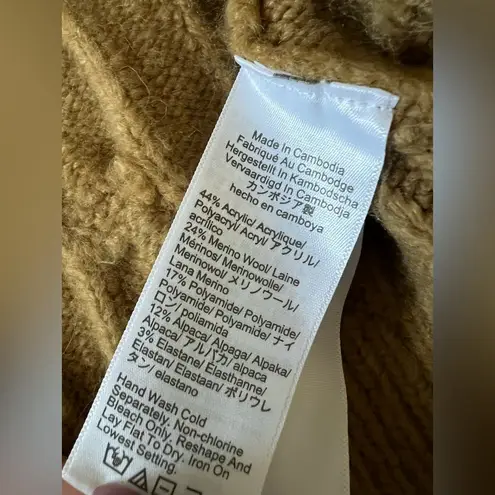 Made In Cambodia
Fabriqué Au Cambodge
Hergestellt In Kambodscha
Vervaardigd In Cambodja
カンボジア製
hecho en camboya
44% Acrylic/ Acrylique/
Polyacryl/ Acryl/ アクリル/
acrílico
24% Merino Wool/ Laine
Mérinos/ Merinowolle/
Merinowol/ メリノウール/
Lana Merino
17% Polyamide/ Polyamide/
Polyamide/ Polyamide/ ナイ
ロン/ poliamida
12% Alpaca/ Alpaga/ Alpaka/
Alpaca/ アルパカ/ alpaca
3% Elastane/ Elasthanne/
Elastan/ Elastaan/ ポリウレ
タン/ elastano
Hand Wash Cold
Separately, Non-chlorine
Bleach Only, Reshape And
Lay Flat To Dry, Iron On
Lowest Setting.